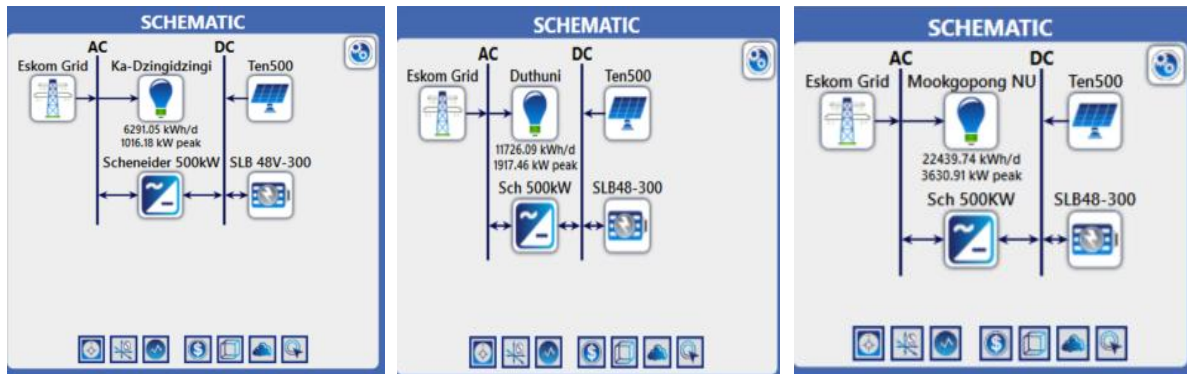 SCHEMATIC
AC DC
Eskom Grid Ka-Dzingidzingi Ten500
6291.05 kWh/d
1016.18 kW peak
Scheneider 500kW SLB 48V-300
SCHEMATIC
AC DC
Eskom Grid Duthuni Ten500
11726.09 kWh/d
1917.46 kW peak
Sch 500kW SLB48-300
SCHEMATIC
AC DC
Eskom Grid Mookgopong NU Ten500
22439.74 kWh/d
3630.91 kW peak
Sch 500KW SLB48-300